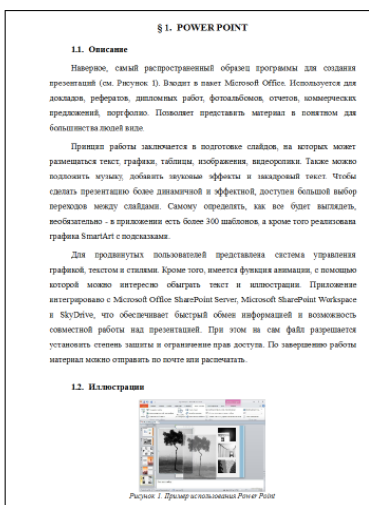 § 1. POWER POINT
1.1. Описание
Наверное, самый распространенный образец программы для создания
презентаций (см. Рисунок 1). Входит в пакет Microsoft Office. Используется для
докладов, рефератов, дипломных работ, фотоальбомов, отчетов, коммерческих
предложений, портфолио. Позволяет представить материал в понятном для
большинства людей виде.
Принцип работы заключается в подготовке слайдов, на которых может
размещаться текст, графики, таблицы, изображения, видеоролики. Также можно
подложить музыку, добавить звуковые эффекты и закадровый текст. Чтобы
сделать презентацию более динамичной и эффектной, доступен большой выбор
переходов между слайдами. Самому определять, как все будет выглядеть,
необязательно - в приложении есть более 300 шаблонов, а кроме того реализована
графика SmartArt с подсказками.
Для продвинутых пользователей представлена система управления
графикой, текстом и стилями. Кроме того, имеется функция анимации, с помощью
которой можно интересно обыграть текст и иллюстрации. Приложение
интегрировано с Microsoft Office SharePoint Server, Microsoft SharePoint Workspace
и SkyDrive, что обеспечивает быстрый обмен информацией и возможность
совместной работы над презентацией. При этом на сам файл разрешается
установить степень защиты и ограничение прав доступа. По завершению работы
материал можно отправить по почте или распечатать.
1.2. Иллюстрации
Рисунок 1. Пример использования Power Point